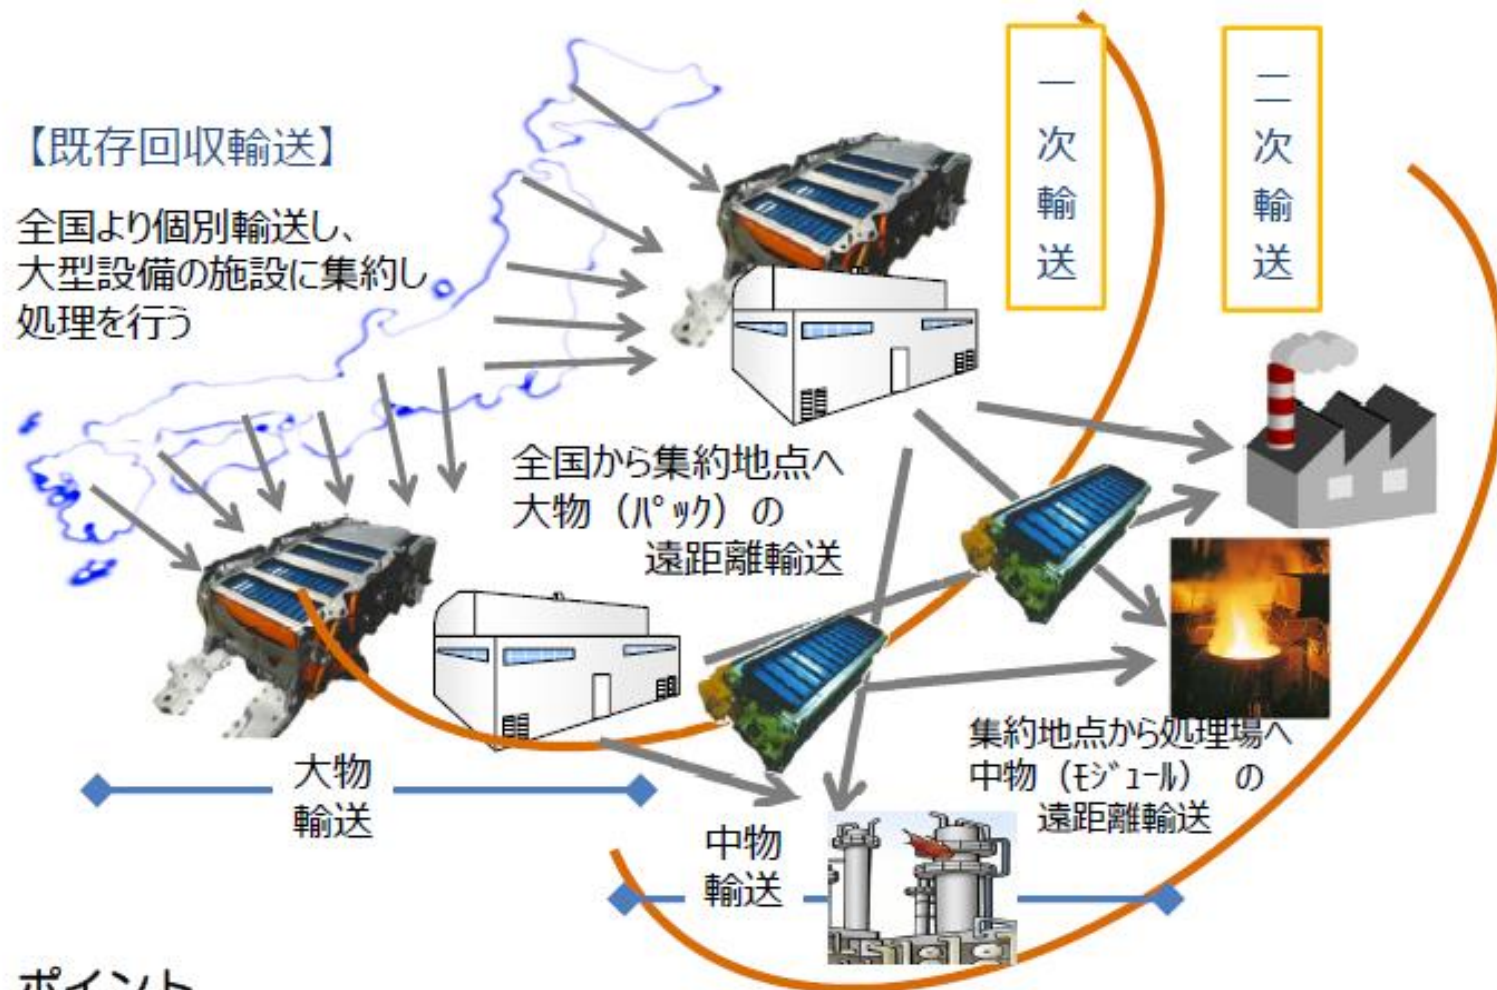 【既存回収輸送】
全国より個別輸送し、
大型設備の施設に集約し
処理を行う
一次輸送
二次輸送
全国から集約地点へ
大物（ﾊﾟｯｸ）の
遠距離輸送
大物
輸送
集約地点から処理場へ
中物（ﾓｼﾞｭｰﾙ） の
遠距離輸送
中物
輸送
ポイント